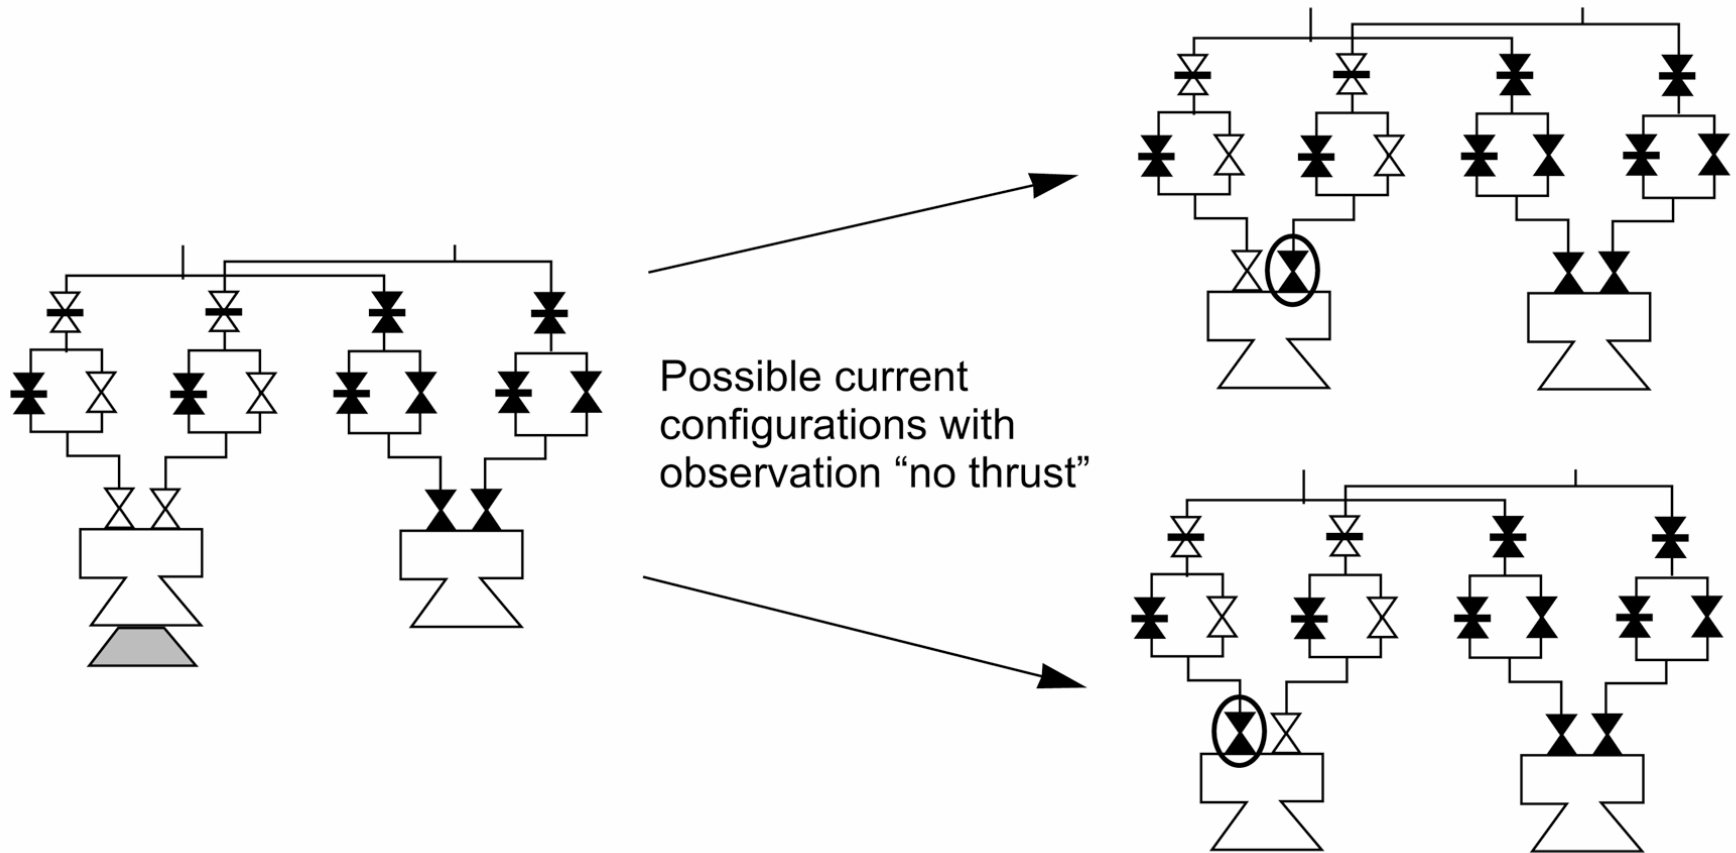 Possible current
configurations with
observation “no thrust”